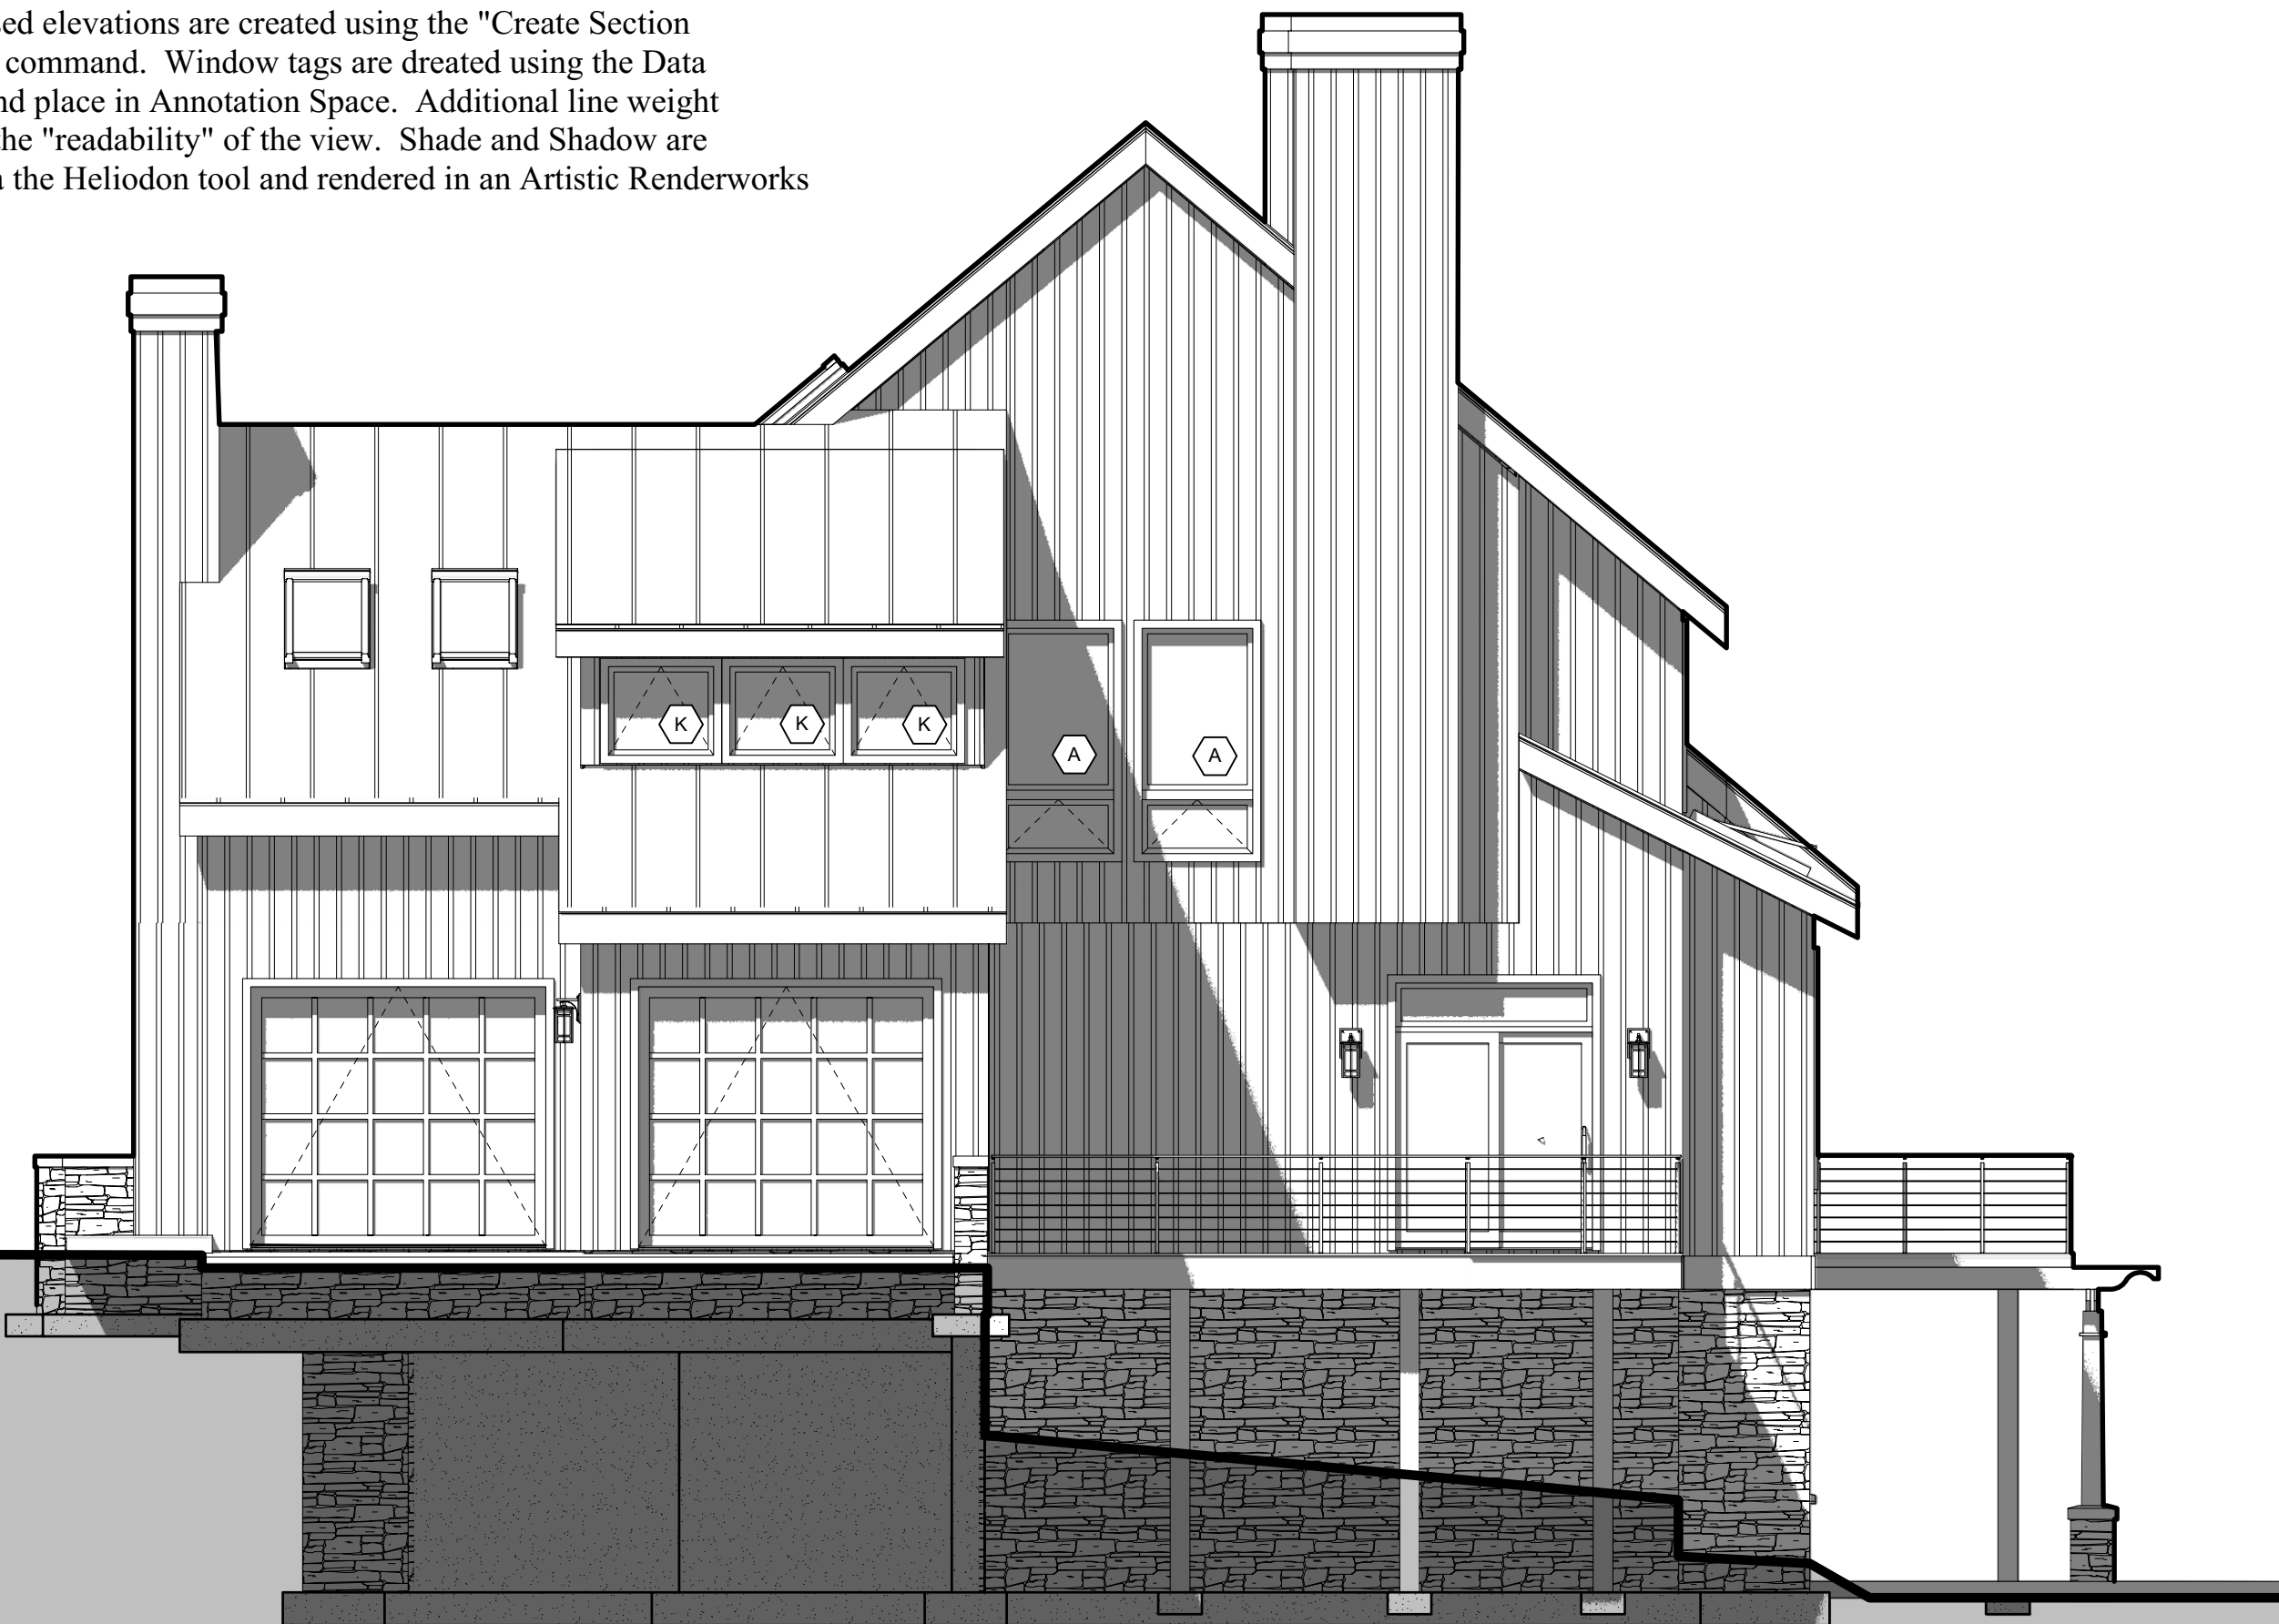 sed elevations are created using the "Create Section
command.  Window tags are dreated using the Data
nd place in Annotation Space.  Additional line weight
the "readability" of the view.  Shade and Shadow are
a the Heliodon tool and rendered in an Artistic Renderworks
K K K
A A